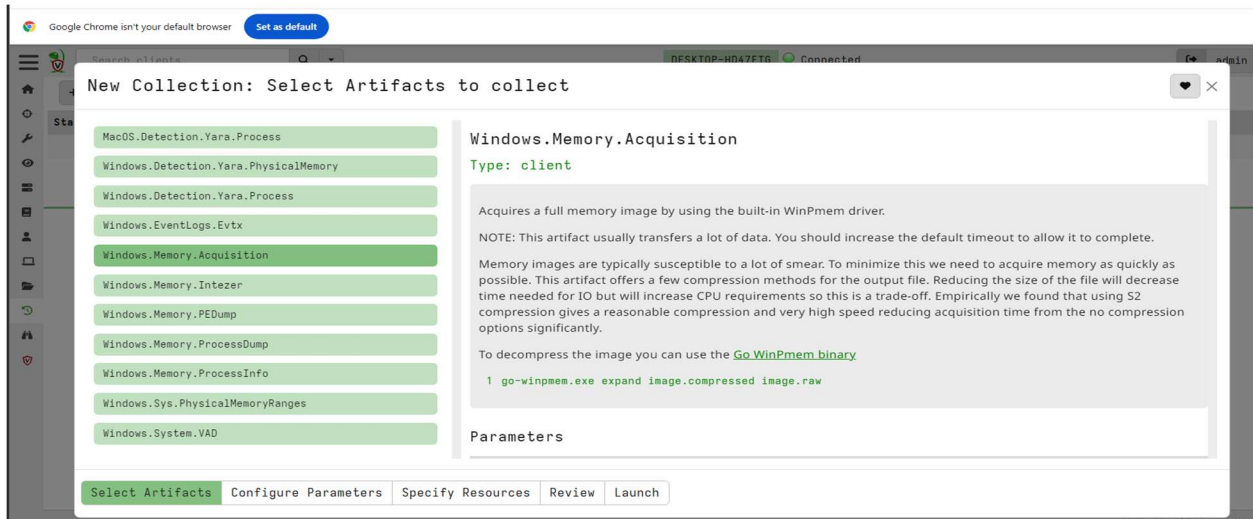 Google Chrome isn't your default browser
Set as default
Search clients
DESKTOP-HD47FTG
Connected
admin
New Collection: Select Artifacts to collect
Sta
MacOS.Detection.Yara.Process
Windows.Detection.Yara.PhysicalMemory
Windows.Detection.Yara.Process
Windows.EventLogs.Evtx
Windows.Memory.Acquisition
Windows.Memory.Intezer
Windows.Memory.PEDump
Windows.Memory.ProcessDump
Windows.Memory.ProcessInfo
Windows.Sys.PhysicalMemoryRanges
Windows.System.VAD
Windows.Memory.Acquisition
Type: client
Acquires a full memory image by using the built-in WinPmem driver.
NOTE: This artifact usually transfers a lot of data. You should increase the default timeout to allow it to complete.
Memory images are typically susceptible to a lot of smear. To minimize this we need to acquire memory as quickly as
possible. This artifact offers a few compression methods for the output file. Reducing the size of the file will decrease
time needed for IO but will increase CPU requirements so this is a trade-off. Empirically we found that using S2
compression gives a reasonable compression and very high speed reducing acquisition time from the no compression
options significantly.
To decompress the image you can use the Go WinPmem binary
1 go-winpmem.exe expand image.compressed image.raw
Parameters
Select Artifacts
Configure Parameters
Specify Resources
Review
Launch